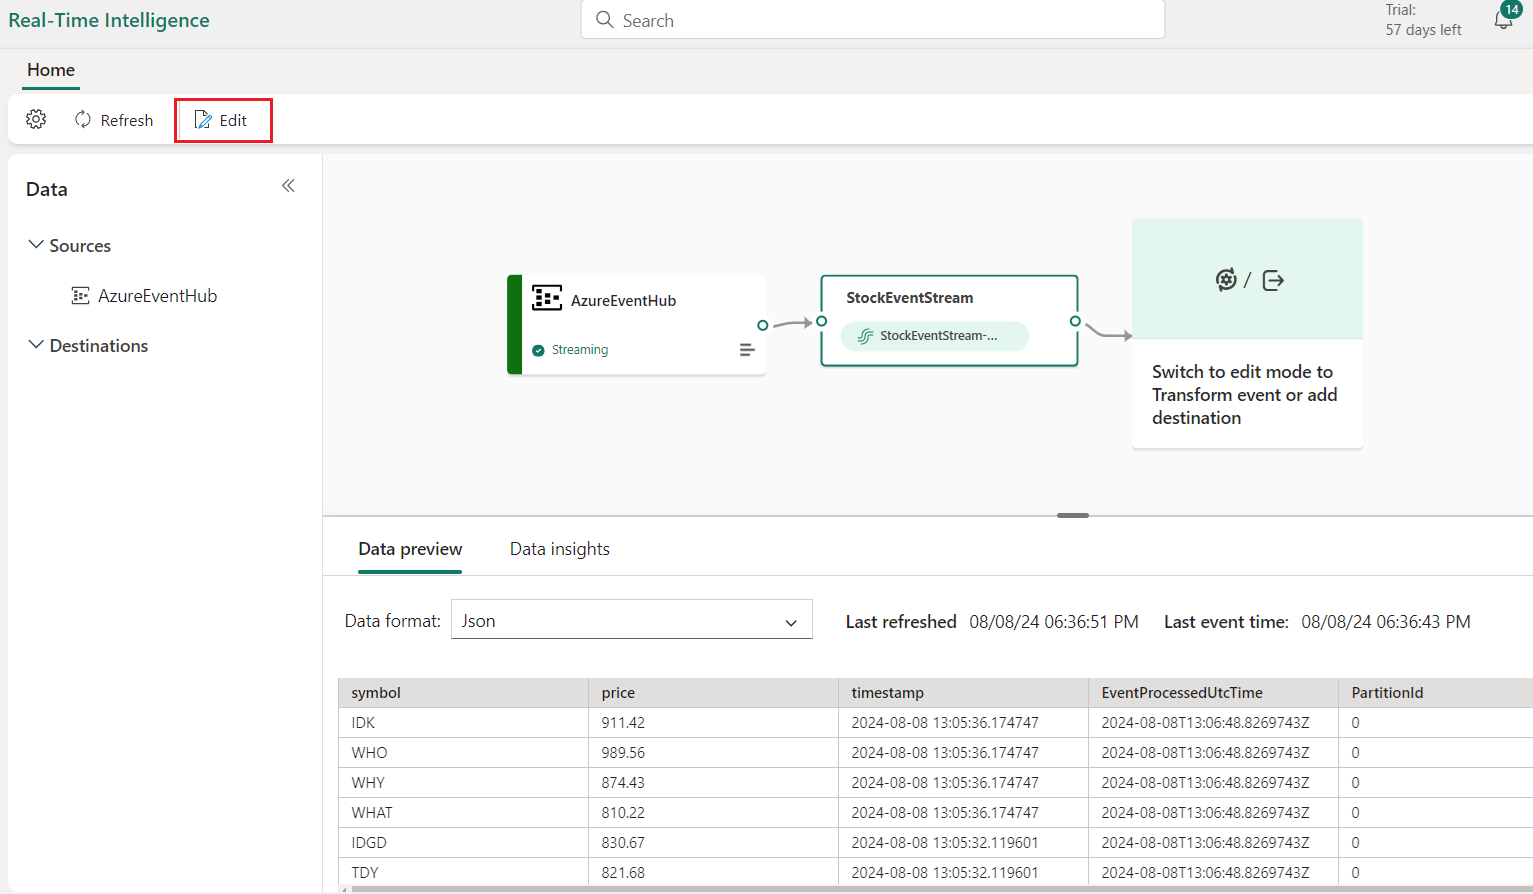 Real-Time Intelligence
Search
Trial:
57 days left
14
Home
Refresh
Edit
Data
Sources
AzureEventHub
Destinations
AzureEventHub
Streaming
StockEventStream
StockEventStream-...
/
Switch to edit mode to
Transform event or add
destination
Data preview
Data insights
Data format:
Json
Last refreshed 08/08/24 06:36:51 PM
Last event time: 08/08/24 06:36:43 PM
symbol price timestamp EventProcessedUtcTime PartitionId
IDK 911.42 2024-08-08 13:05:36.174747 2024-08-08T13:06:48.8269743Z 0
WHO 989.56 2024-08-08 13:05:36.174747 2024-08-08T13:06:48.8269743Z 0
WHY 874.43 2024-08-08 13:05:36.174747 2024-08-08T13:06:48.8269743Z 0
WHAT 810.22 2024-08-08 13:05:36.174747 2024-08-08T13:06:48.8269743Z 0
IDGD 830.67 2024-08-08 13:05:32.119601 2024-08-08T13:06:48.8269743Z 0
TDY 821.68 2024-08-08 13:05:32.119601 2024-08-08T13:06:48.8269743Z 0